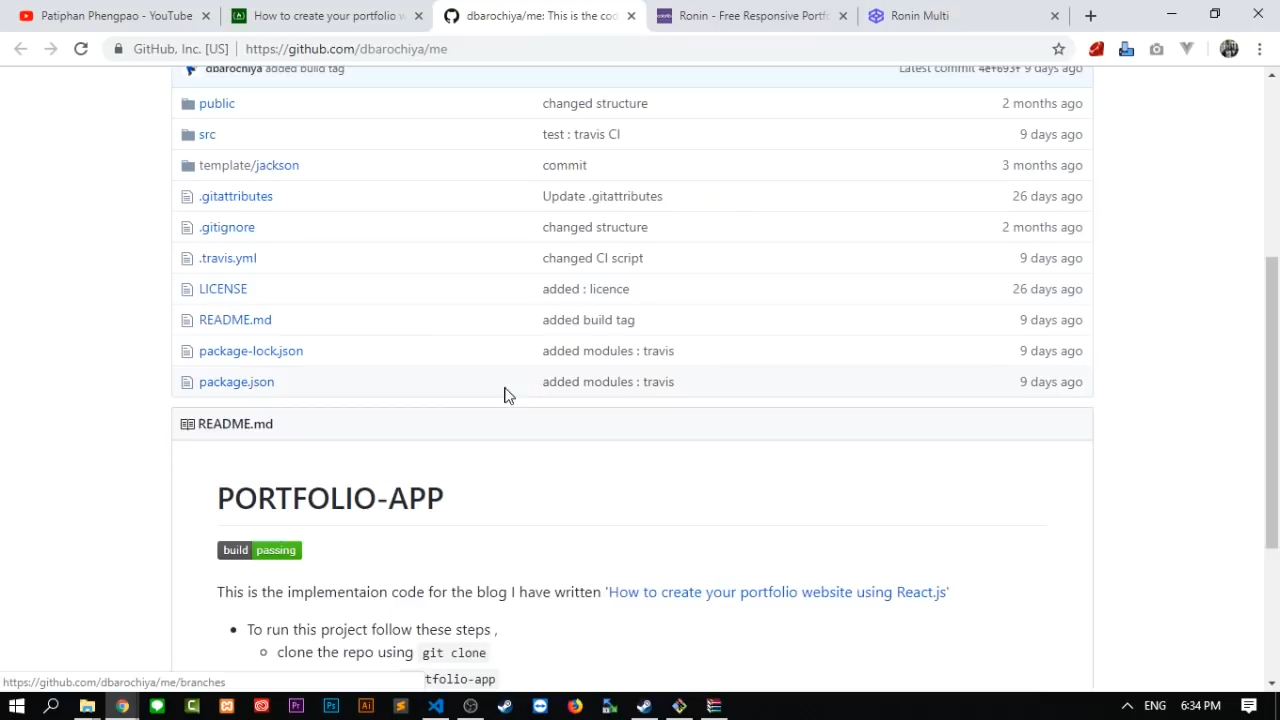 Patiphan Phengpao - YouTube
How to create your portfolio
dbarochiya/me: This is the co
Ronin - Free Responsive Portf
Ronin Multi
GitHub, Inc. [US] | https://github.com/dbarochiya/me
dbarochiya added build tag Latest commit 4ef693f 9 days ago
public changed structure 2 months ago
src test : travis CI 9 days ago
template/jackson commit 3 months ago
.gitattributes Update .gitattributes 26 days ago
.gitignore changed structure 2 months ago
.travis.yml changed CI script 9 days ago
LICENSE added : licence 26 days ago
README.md added build tag 9 days ago
package-lock.json added modules : travis 9 days ago
package.json added modules : travis 9 days ago
README.md
PORTFOLIO-APP
build passing
This is the implementaion code for the blog I have written 'How to create your portfolio website using React.js'
To run this project follow these steps ,
clone the repo using git clone
tfolio-app
https://github.com/dbarochiya/me/branches
ENG 6:34 PM